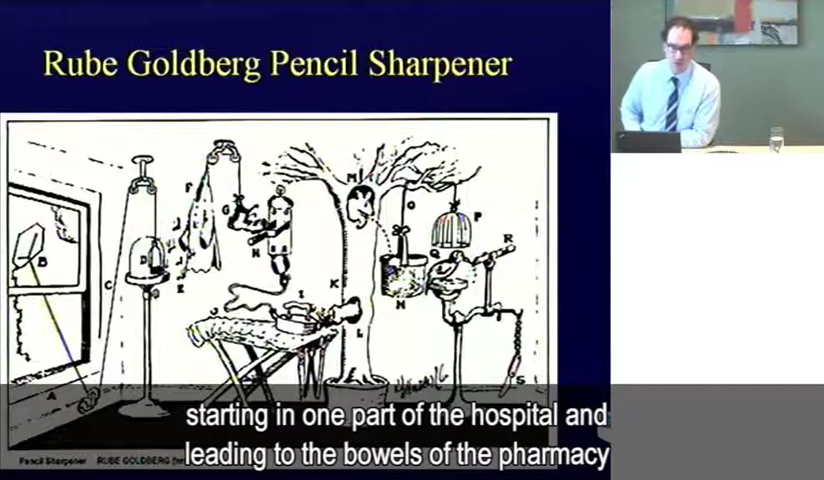 Rube Goldberg Pencil Sharpener
B
A
C
D
E
F
G
H
I
J
K
L
M
N
O
P
Q
R
S
starting in one part of the hospital and
leading to the bowels of the pharmacy
Pencil Sharpener RUBE GOLDBERG